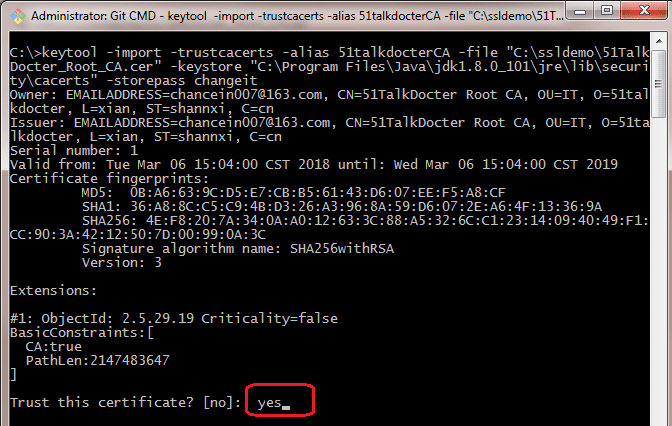 Administrator: Git CMD - keytool -import -trustcacerts -alias 51talkdocterCA -file "C:\ssldemo\51T...
C:\>keytool -import -trustcacerts -alias 51talkdocterCA -file "C:\ssldemo\51Talk
Docter_Root_CA.cer" -keystore "C:\Program Files\Java\jdk1.8.0_101\jre\lib\securi
ty\cacerts" -storepass changeit
Owner: EMAILADDRESS=chancein007@163.com, CN=51TalkDocter Root CA, OU=IT, O=51tal
kdocter, L=xian, ST=shannxi, C=cn
Issuer: EMAILADDRESS=chancein007@163.com, CN=51TalkDocter Root CA, OU=IT, O=51ta
lkdocter, L=xian, ST=shannxi, C=cn
Serial number: 1
Valid from: Tue Mar 06 15:04:00 CST 2018 until: Wed Mar 06 15:04:00 CST 2019
Certificate fingerprints:
MD5: 0B:A6:63:9C:D5:E7:CB:B5:61:43:D6:07:EE:F5:A8:CF
SHA1: 36:A8:8C:C5:C9:4B:D3:26:A3:96:8A:59:D6:07:2E:A6:4F:13:36:9A
SHA256: 4E:F8:20:7A:34:0A:A0:12:63:3C:88:A5:32:6C:C1:23:14:09:40:49:F1:
CC:90:3A:42:12:50:7D:00:99:0A:3C
Signature algorithm name: SHA256withRSA
Version: 3
Extensions:
#1: ObjectId: 2.5.29.19 Criticality=false
BasicConstraints:[
CA:true
PathLen:2147483647
]
Trust this certificate? [no]: yes_